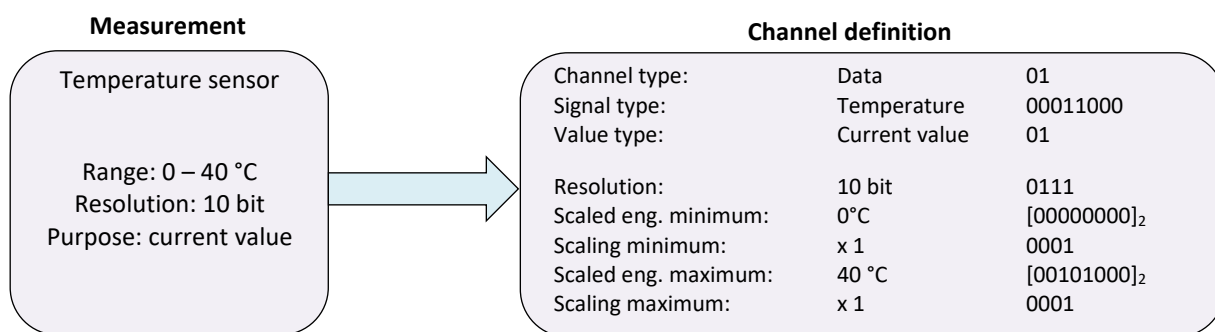 Measurement
Temperature sensor
Range: 0 – 40 °C
Resolution: 10 bit
Purpose: current value
Channel definition
Channel type: Data 01
Signal type: Temperature 00011000
Value type: Current value 01
Resolution: 10 bit 0111
Scaled eng. minimum: 0°C [00000000]₂
Scaling minimum: x 1 0001
Scaled eng. maximum: 40 °C [00101000]₂
Scaling maximum: x 1 0001